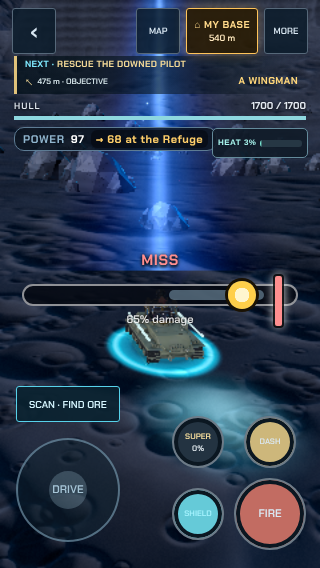 ‹
MAP
⌂ MY BASE
540 m
MORE
NEXT · RESCUE THE DOWNED PILOT
↖ 475 m · OBJECTIVE
A WINGMAN
HULL
1700 / 1700
POWER 97 → 68 at the Refuge
HEAT 3%
MISS
65% damage
SCAN · FIND ORE
SUPER
0%
DASH
DRIVE
SHIELD
FIRE